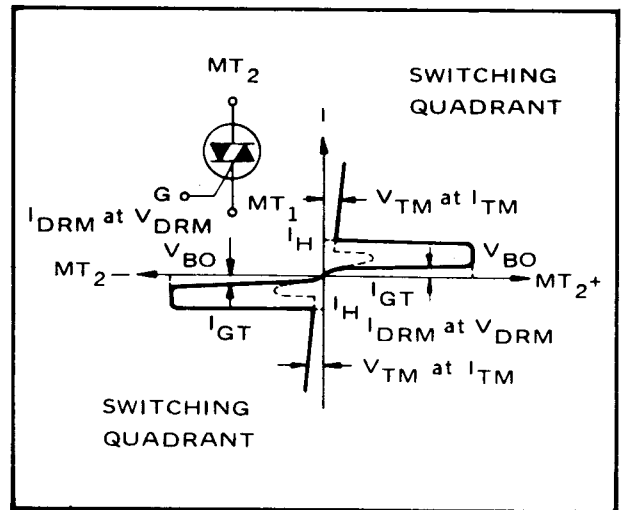 MT2
SWITCHING
QUADRANT
I
G
MT1
VTM at ITM
IDRM at VDRM
IH
VBO
VBO
MT2 −
MT2+
IGT
IH
IGT
IDRM at VDRM
VTM at ITM
SWITCHING
QUADRANT